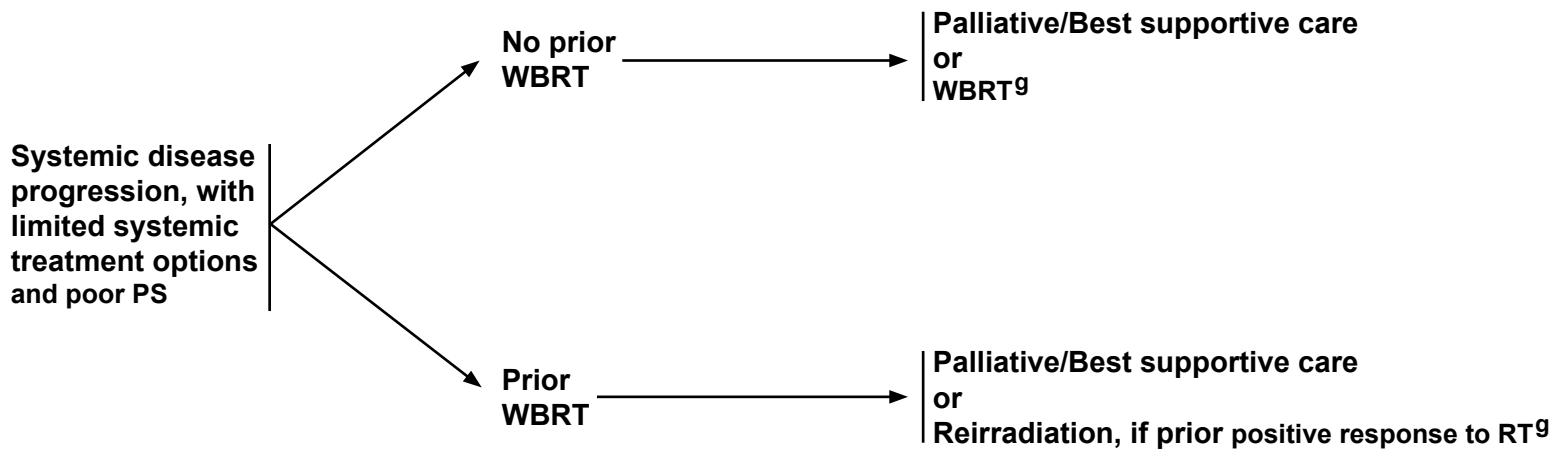 Systemic disease
progression, with
limited systemic
treatment options
and poor PS
No prior
WBRT
Palliative/Best supportive care
or
WBRTg
Prior
WBRT
Palliative/Best supportive care
or
Reirradiation, if prior positive response to RTg